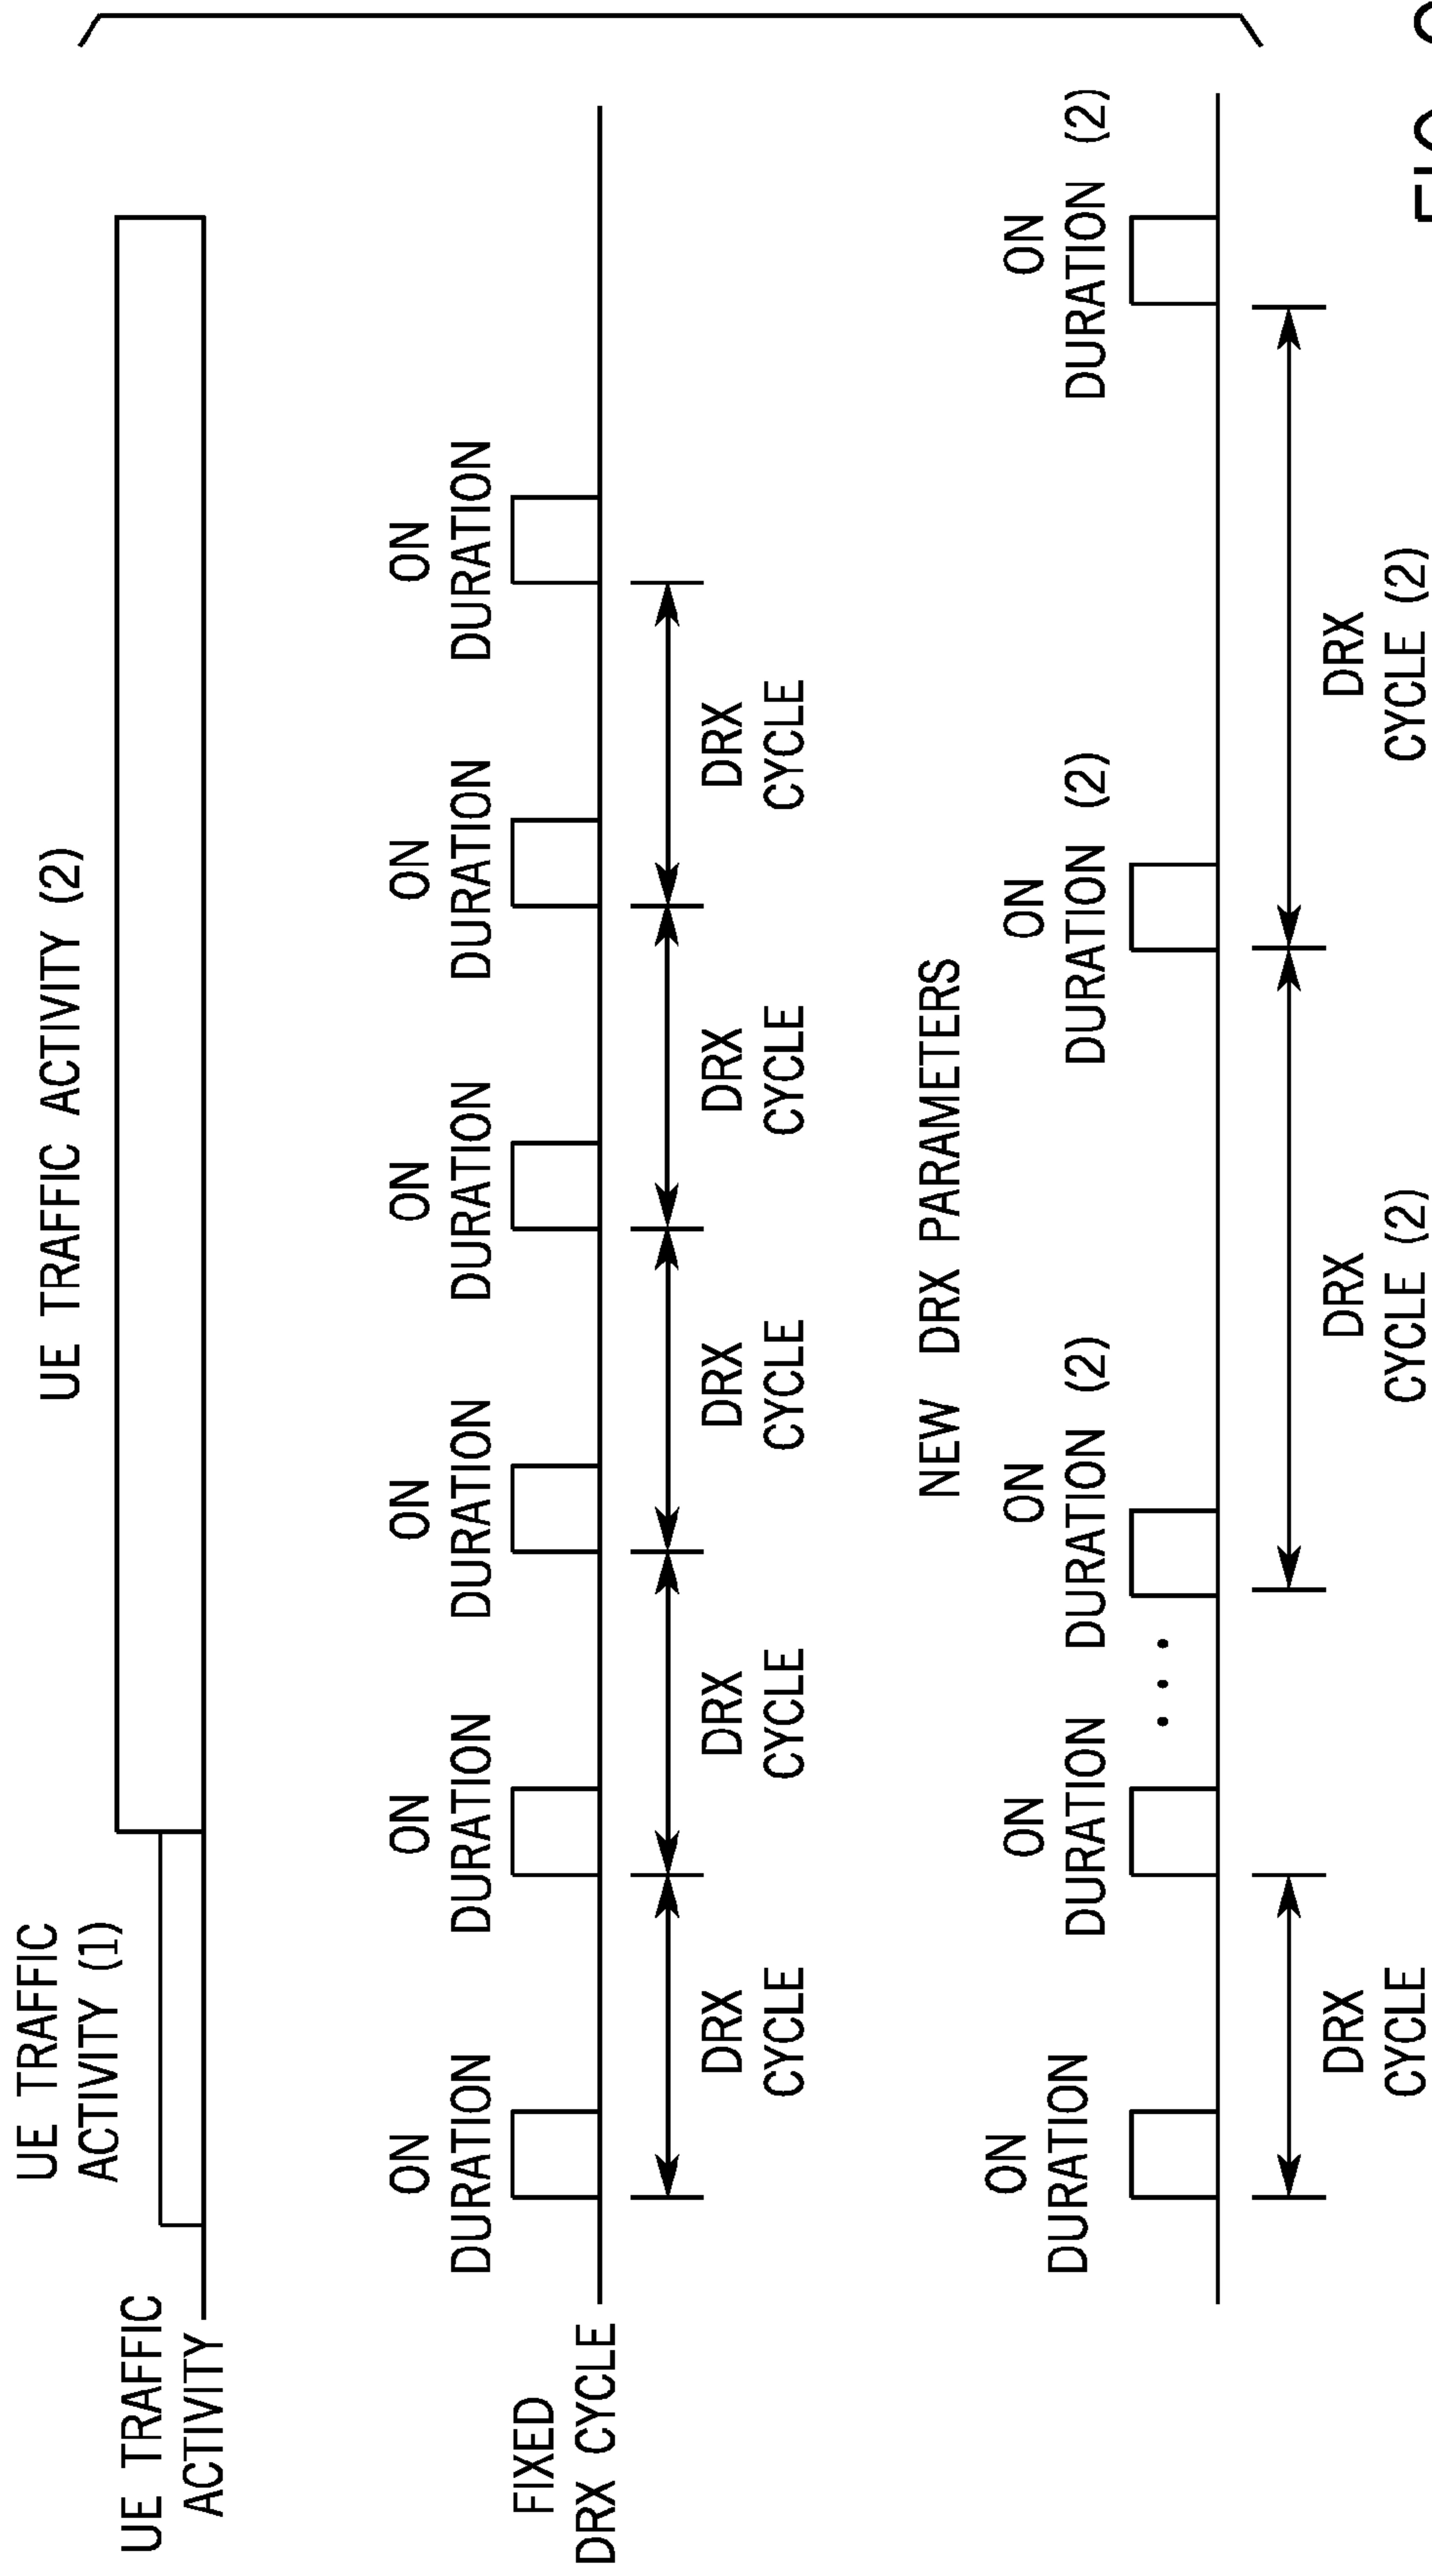 UE TRAFFIC
ACTIVITY
UE TRAFFIC
ACTIVITY (1)
UE TRAFFIC ACTIVITY (2)
FIXED
DRX CYCLE
ON
DURATION
ON
DURATION
ON
DURATION
ON
DURATION
ON
DURATION
ON
DURATION
DRX
CYCLE
DRX
CYCLE
DRX
CYCLE
DRX
CYCLE
DRX
CYCLE
NEW DRX PARAMETERS
ON
DURATION
ON
DURATION
...
ON
DURATION (2)
ON
DURATION (2)
ON
DURATION (2)
DRX
CYCLE
DRX
CYCLE (2)
DRX
CYCLE (2)